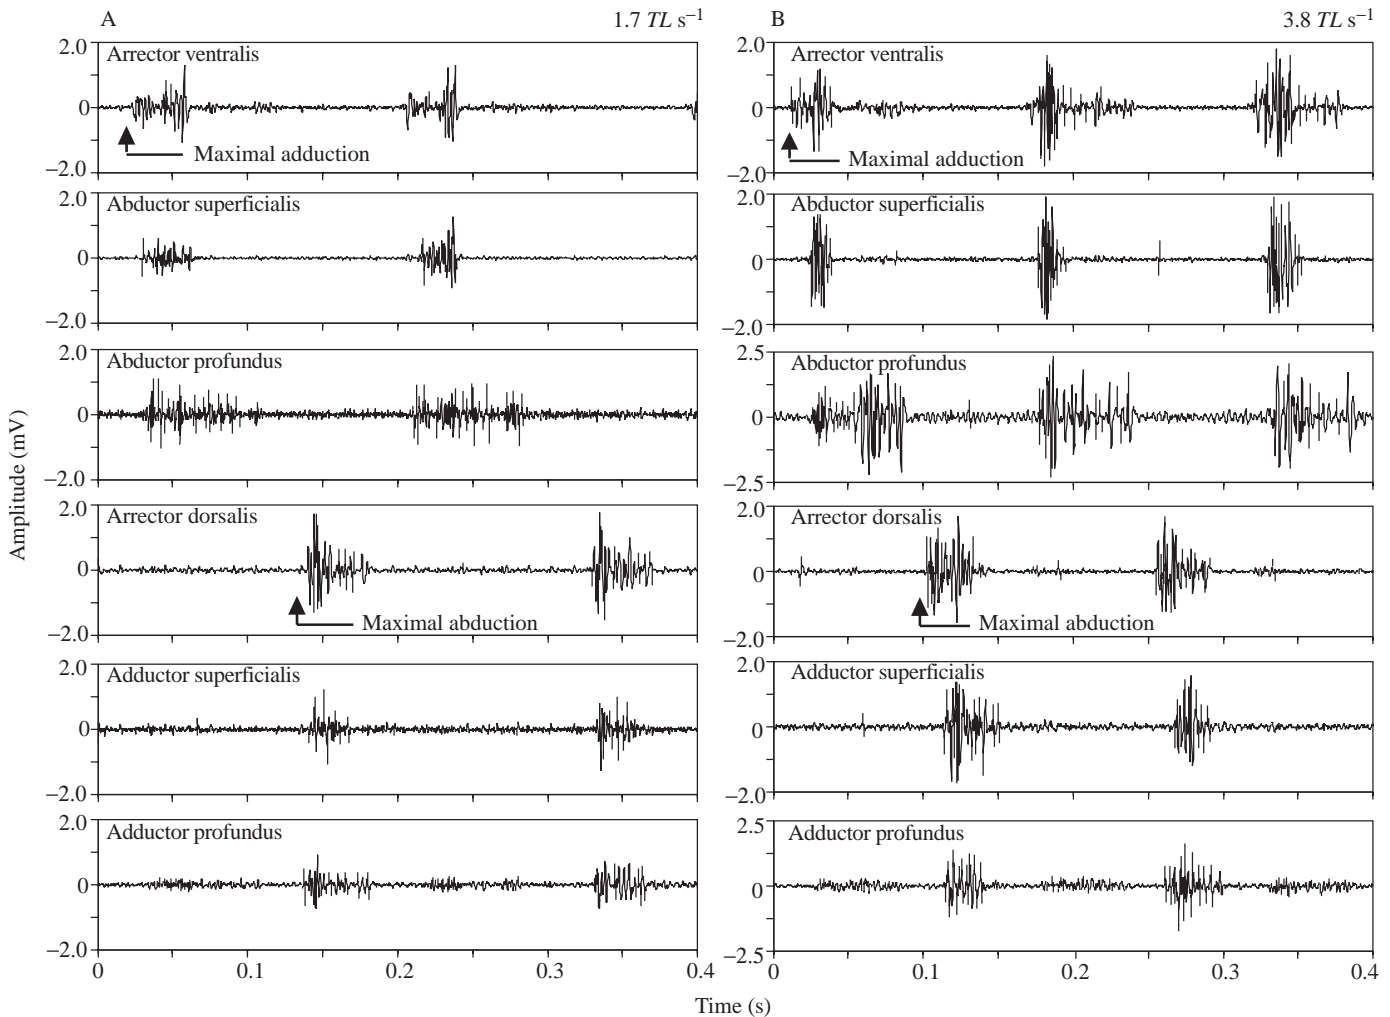 A
1.7 TL s−1
B
3.8 TL s−1
2.0
Arrector ventralis
0
Maximal adduction
−2.0
2.0
Arrector ventralis
0
Maximal adduction
−2.0
2.0
Abductor superficialis
0
−2.0
2.0
Abductor superficialis
0
−2.0
2.0
Abductor profundus
0
−2.0
2.5
Abductor profundus
0
−2.5
Amplitude (mV)
2.0
Arrector dorsalis
0
Maximal abduction
−2.0
2.0
Arrector dorsalis
0
Maximal abduction
−2.0
2.0
Adductor superficialis
0
−2.0
2.0
Adductor superficialis
0
−2.0
2.0
Adductor profundus
0
−2.0
2.5
Adductor profundus
0
−2.5
0 0.1 0.2 0.3 0.4
0 0.1 0.2 0.3 0.4
Time (s)